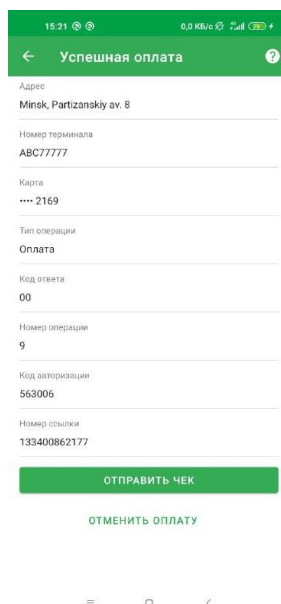 15:21 0,0 КБ/с
Успешная оплата
Адрес
Minsk, Partizanskiy av. 8
Номер терминала
ABC77777
Карта
•••• 2169
Тип операции
Оплата
Код ответа
00
Номер операции
9
Код авторизации
563006
Номер ссылки
133400862177
ОТПРАВИТЬ ЧЕК
ОТМЕНИТЬ ОПЛАТУ